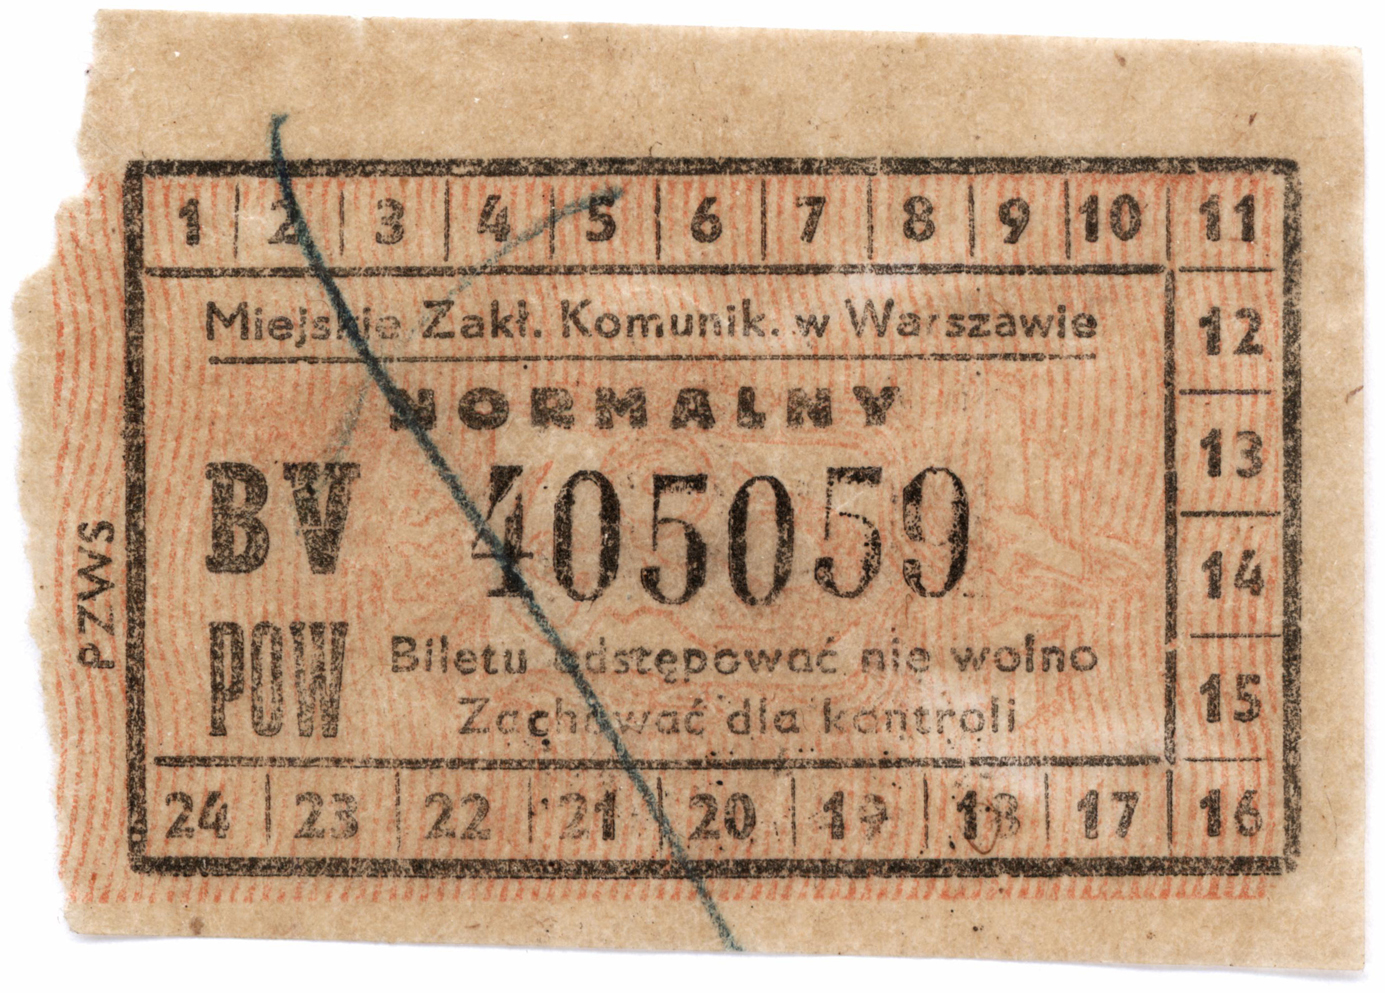 1 2 3 4 5 6 7 8 9 10 11
Miejskie Zakł. Komunik. w Warszawie
12
NORMALNY
13
BV 405059
14
PZWS
POW
Biletu odstępować nie wolno
Zachować dla kontroli
15
24 23 22 21 20 19 18 17 16